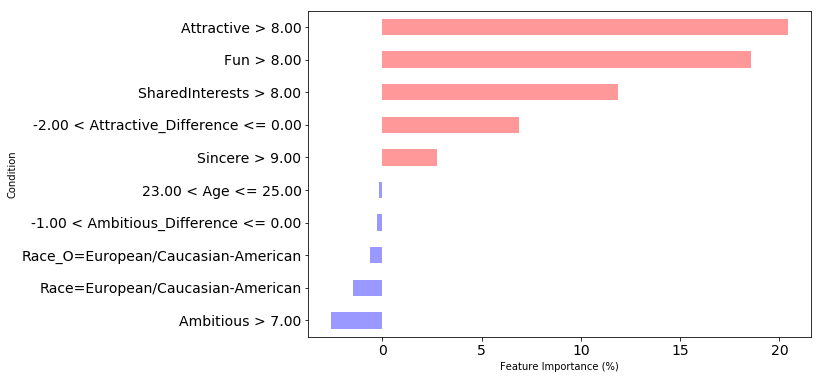 Attractive > 8.00
Fun > 8.00
SharedInterests > 8.00
-2.00 < Attractive_Difference <= 0.00
Sincere > 9.00
23.00 < Age <= 25.00
-1.00 < Ambitious_Difference <= 0.00
Race_O=European/Caucasian-American
Race=European/Caucasian-American
Ambitious > 7.00
Condition
0 5 10 15 20
Feature Importance (%)